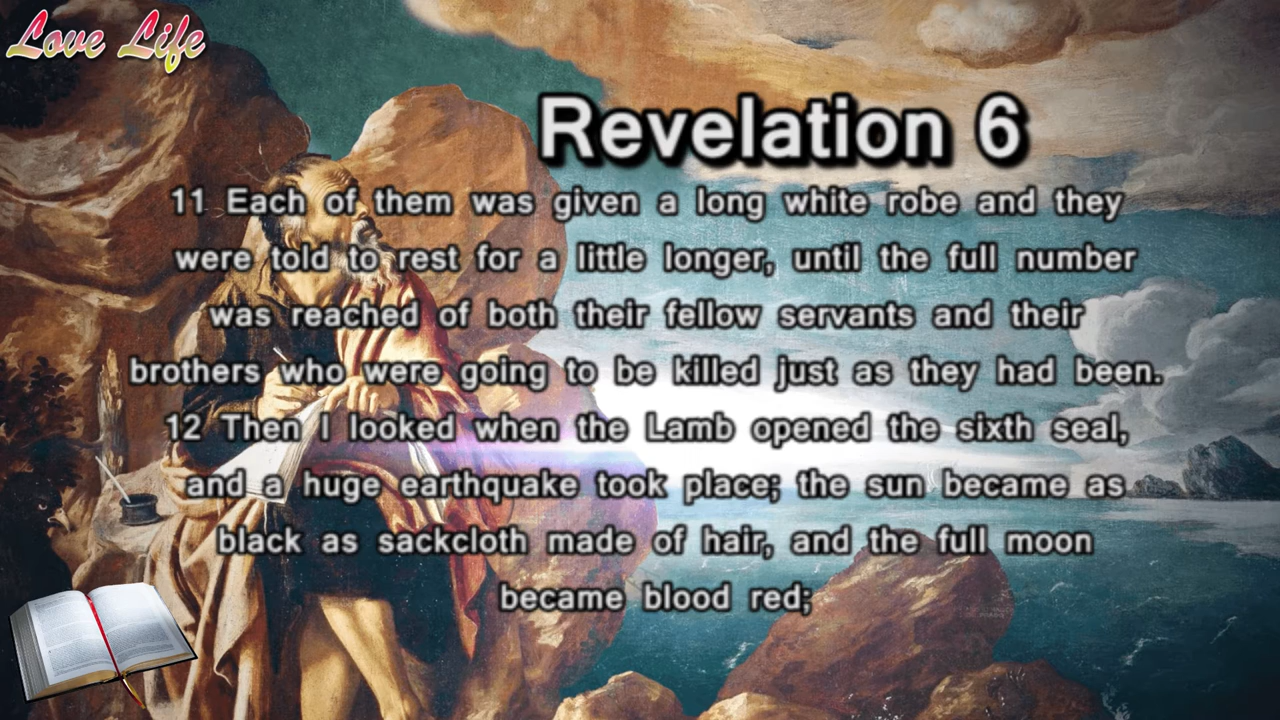 Love Life
Revelation 6
11 Each of them was given a long white robe and they
were told to rest for a little longer, until the full number
was reached of both their fellow servants and their
brothers who were going to be killed just as they had been.
12 Then I looked when the Lamb opened the sixth seal,
and a huge earthquake took place; the sun became as
black as sackcloth made of hair, and the full moon
became blood red;